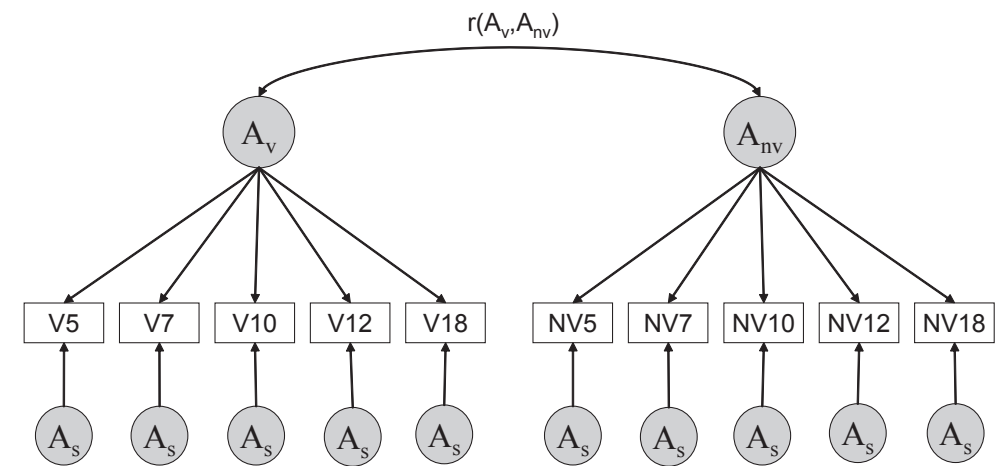 r(Av,Anv)
Av Anv
V5 V7 V10 V12 V18 NV5 NV7 NV10 NV12 NV18
As As As As As As As As As As